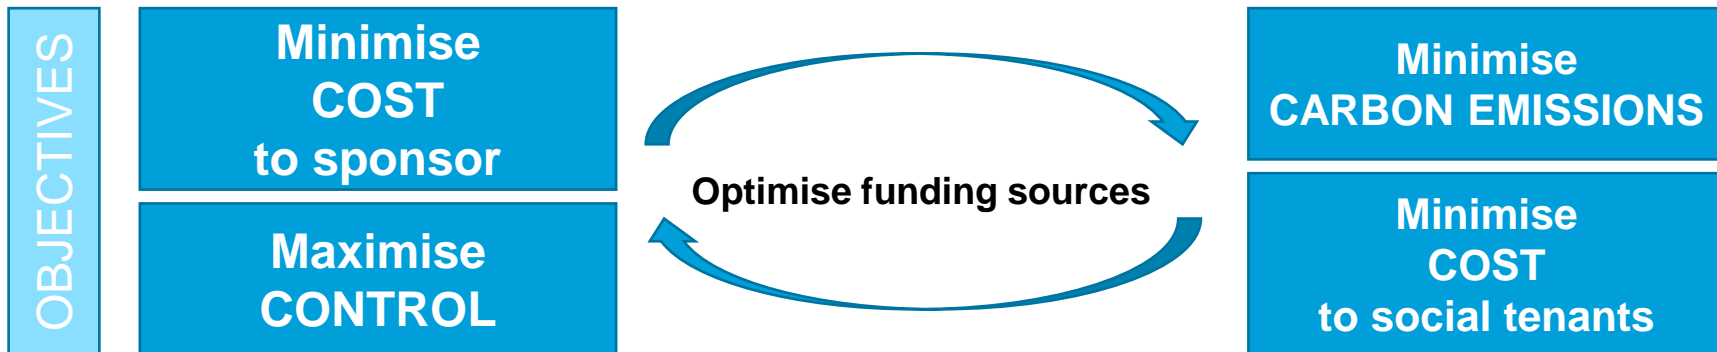 OBJECTIVES
Minimise
COST
to sponsor
Maximise
CONTROL
Optimise funding sources
Minimise
CARBON EMISSIONS
Minimise
COST
to social tenants